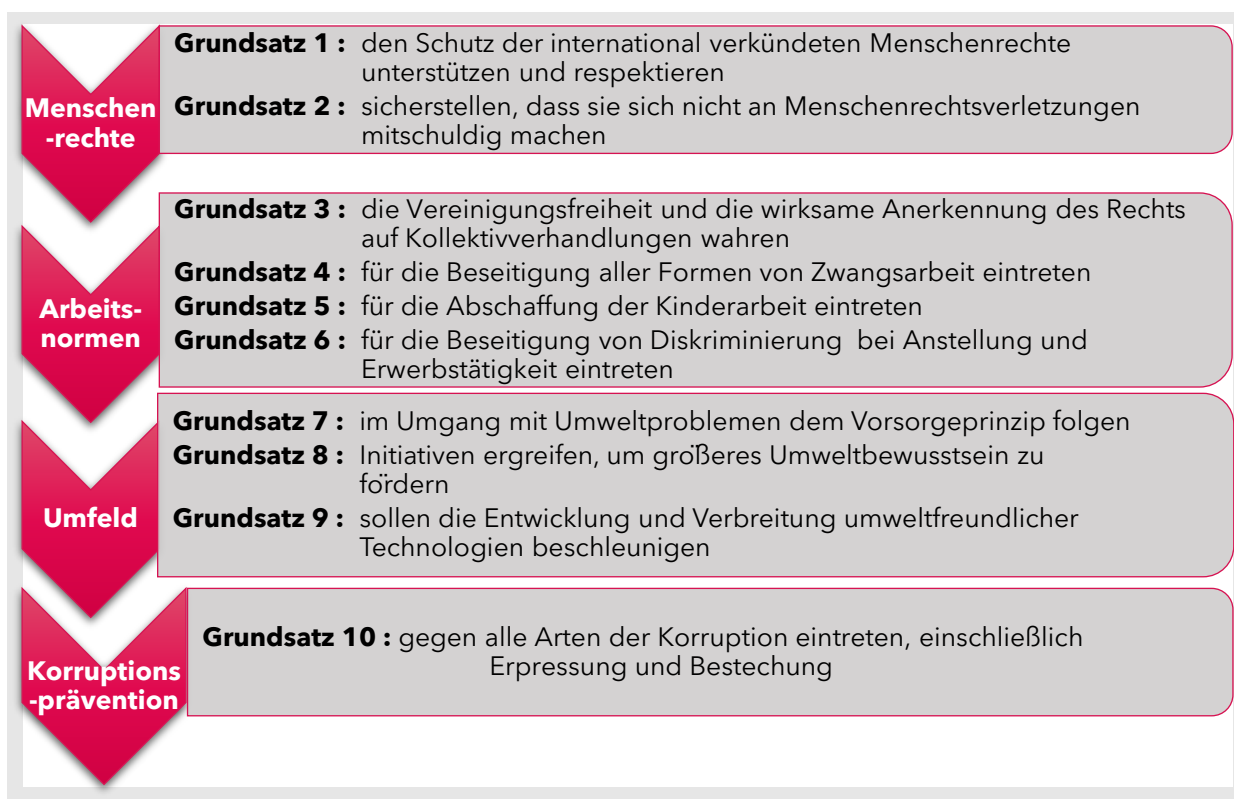 Menschen
-rechte
Grundsatz 1 : den Schutz der international verkündeten Menschenrechte
unterstützen und respektieren
Grundsatz 2 : sicherstellen, dass sie sich nicht an Menschenrechtsverletzungen
mitschuldig machen
Arbeits-
normen
Grundsatz 3 : die Vereinigungsfreiheit und die wirksame Anerkennung des Rechts
auf Kollektivverhandlungen wahren
Grundsatz 4 : für die Beseitigung aller Formen von Zwangsarbeit eintreten
Grundsatz 5 : für die Abschaffung der Kinderarbeit eintreten
Grundsatz 6 : für die Beseitigung von Diskriminierung bei Anstellung und
Erwerbstätigkeit eintreten
Umfeld
Grundsatz 7 : im Umgang mit Umweltproblemen dem Vorsorgeprinzip folgen
Grundsatz 8 : Initiativen ergreifen, um größeres Umweltbewusstsein zu
fördern
Grundsatz 9 : sollen die Entwicklung und Verbreitung umweltfreundlicher
Technologien beschleunigen
Korruptions
-prävention
Grundsatz 10 : gegen alle Arten der Korruption eintreten, einschließlich
Erpressung und Bestechung